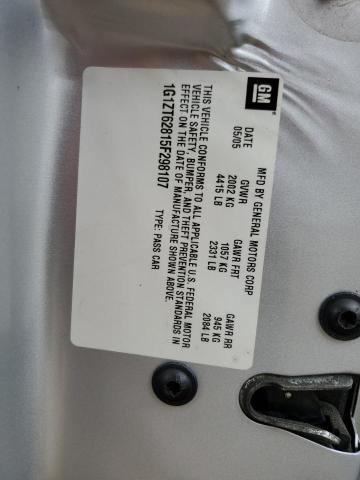 GM
MFD BY GENERAL MOTORS CORP
DATE GVWR GAWR FRT GAWR RR
05/05 2002 KG 1057 KG 945 KG
4415 LB 2331 LB 2084 LB
THIS VEHICLE CONFORMS TO ALL APPLICABLE U.S. FEDERAL MOTOR
VEHICLE SAFETY, BUMPER, AND THEFT PREVENTION STANDARDS IN
EFFECT ON THE DATE OF MANUFACTURE SHOWN ABOVE.
1G1ZT62815F298107 TYPE: PASS CAR